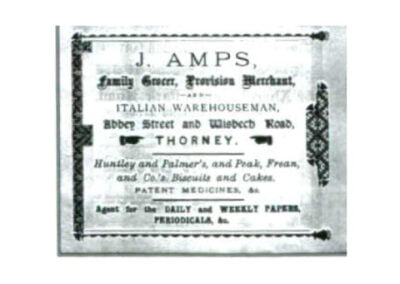 J. AMPS,
Family Grocer, Provision Merchant,
—AND—
ITALIAN WAREHOUSEMAN,
Abbey Street and Wisbech Road,
THORNEY.
Huntley and Palmer's, and Peak, Frean,
and Co.'s. Biscuits and Cakes.
PATENT MEDICINES, &c.
Agent for the DAILY and WEEKLY PAPERS,
PERIODICALS, &c.